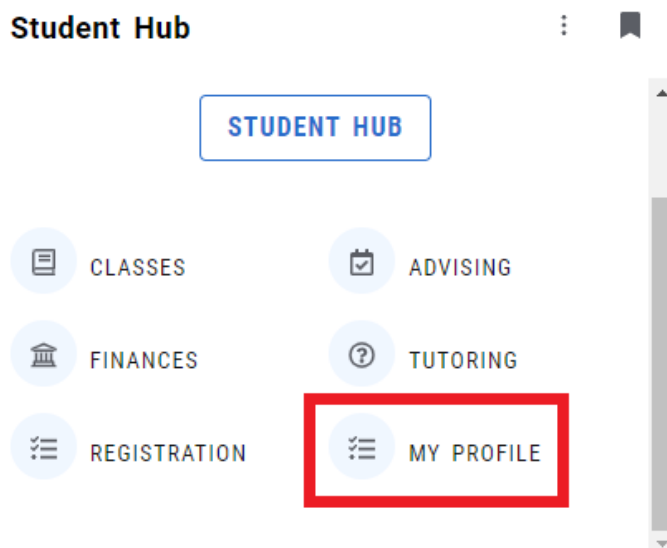 Student Hub
STUDENT HUB
CLASSES
ADVISING
FINANCES
TUTORING
REGISTRATION
MY PROFILE